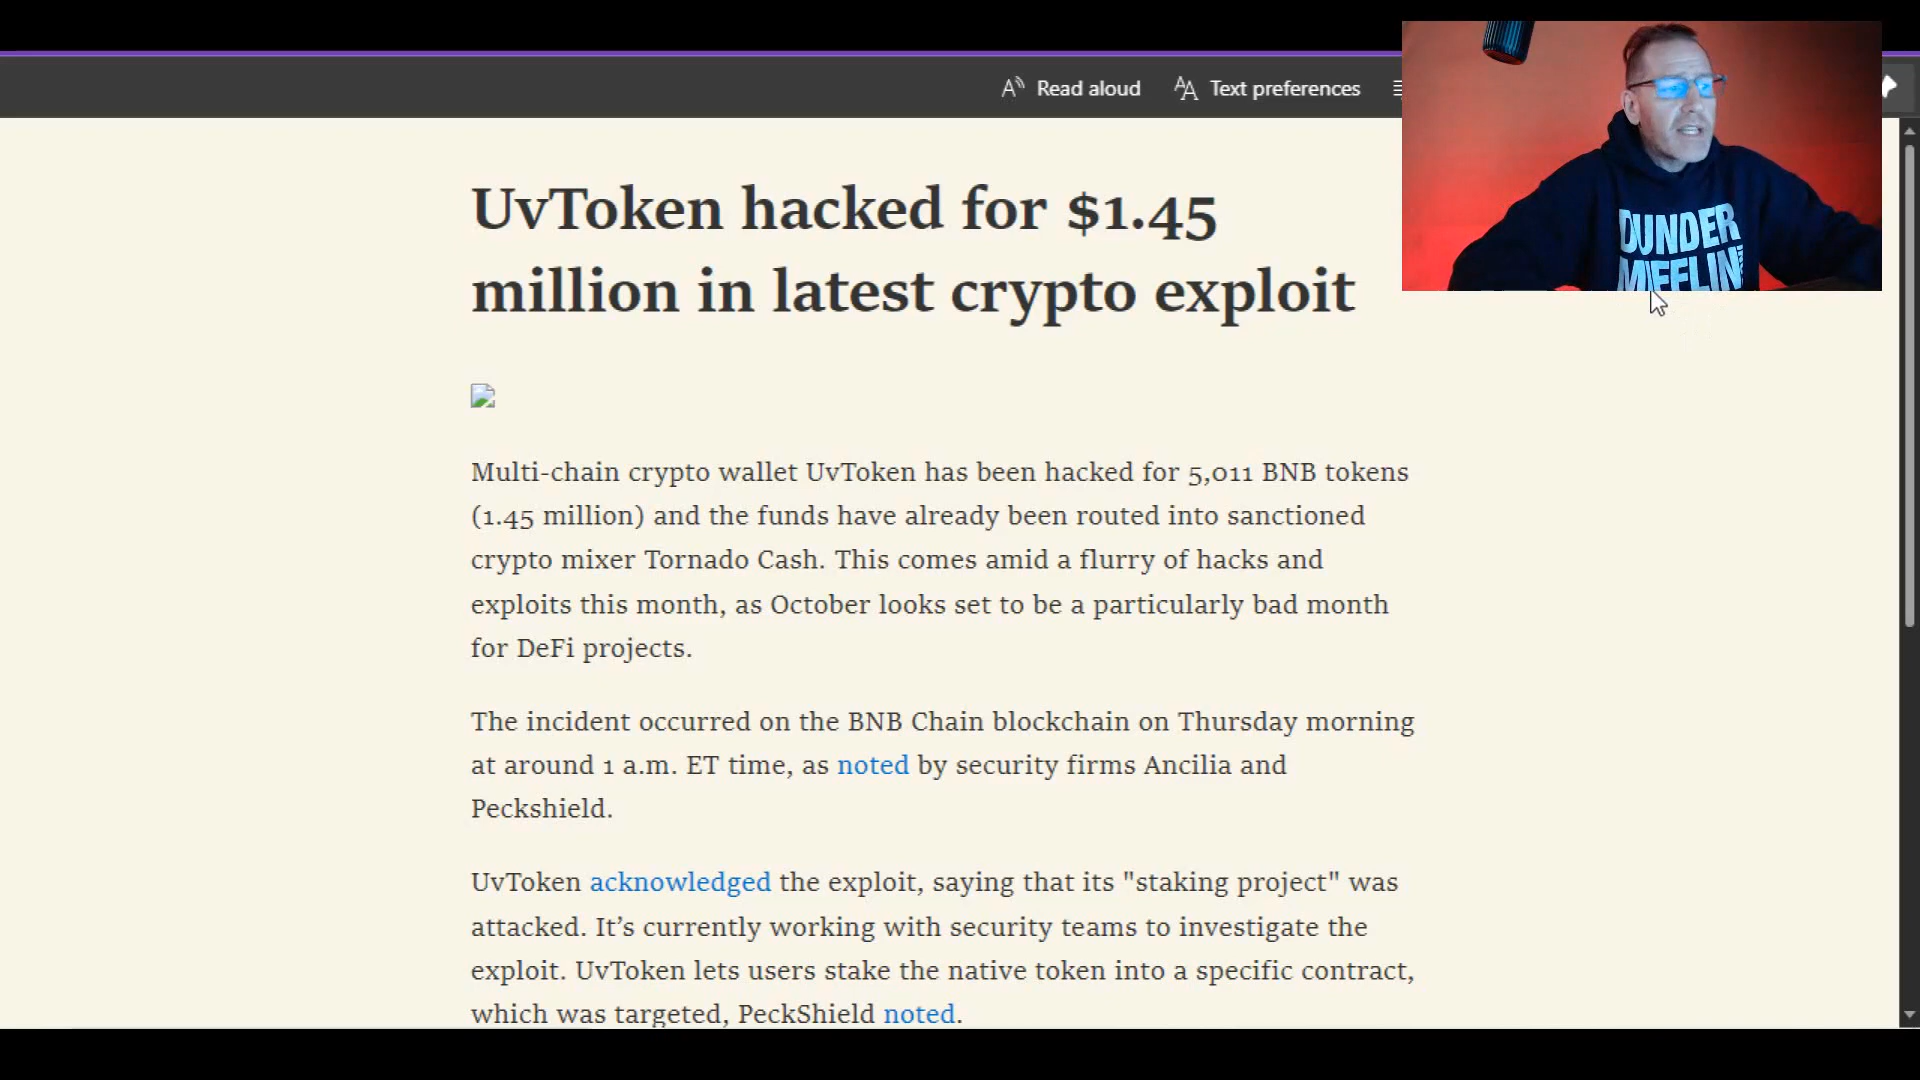 Read aloud
Text preferences
UvToken hacked for $1.45
million in latest crypto exploit
DUNDER
MIFFLIN
Multi-chain crypto wallet UvToken has been hacked for 5,011 BNB tokens
(1.45 million) and the funds have already been routed into sanctioned
crypto mixer Tornado Cash. This comes amid a flurry of hacks and
exploits this month, as October looks set to be a particularly bad month
for DeFi projects.
The incident occurred on the BNB Chain blockchain on Thursday morning
at around 1 a.m. ET time, as noted by security firms Ancilia and
Peckshield.
UvToken acknowledged the exploit, saying that its "staking project" was
attacked. It’s currently working with security teams to investigate the
exploit. UvToken lets users stake the native token into a specific contract,
which was targeted, PeckShield noted.